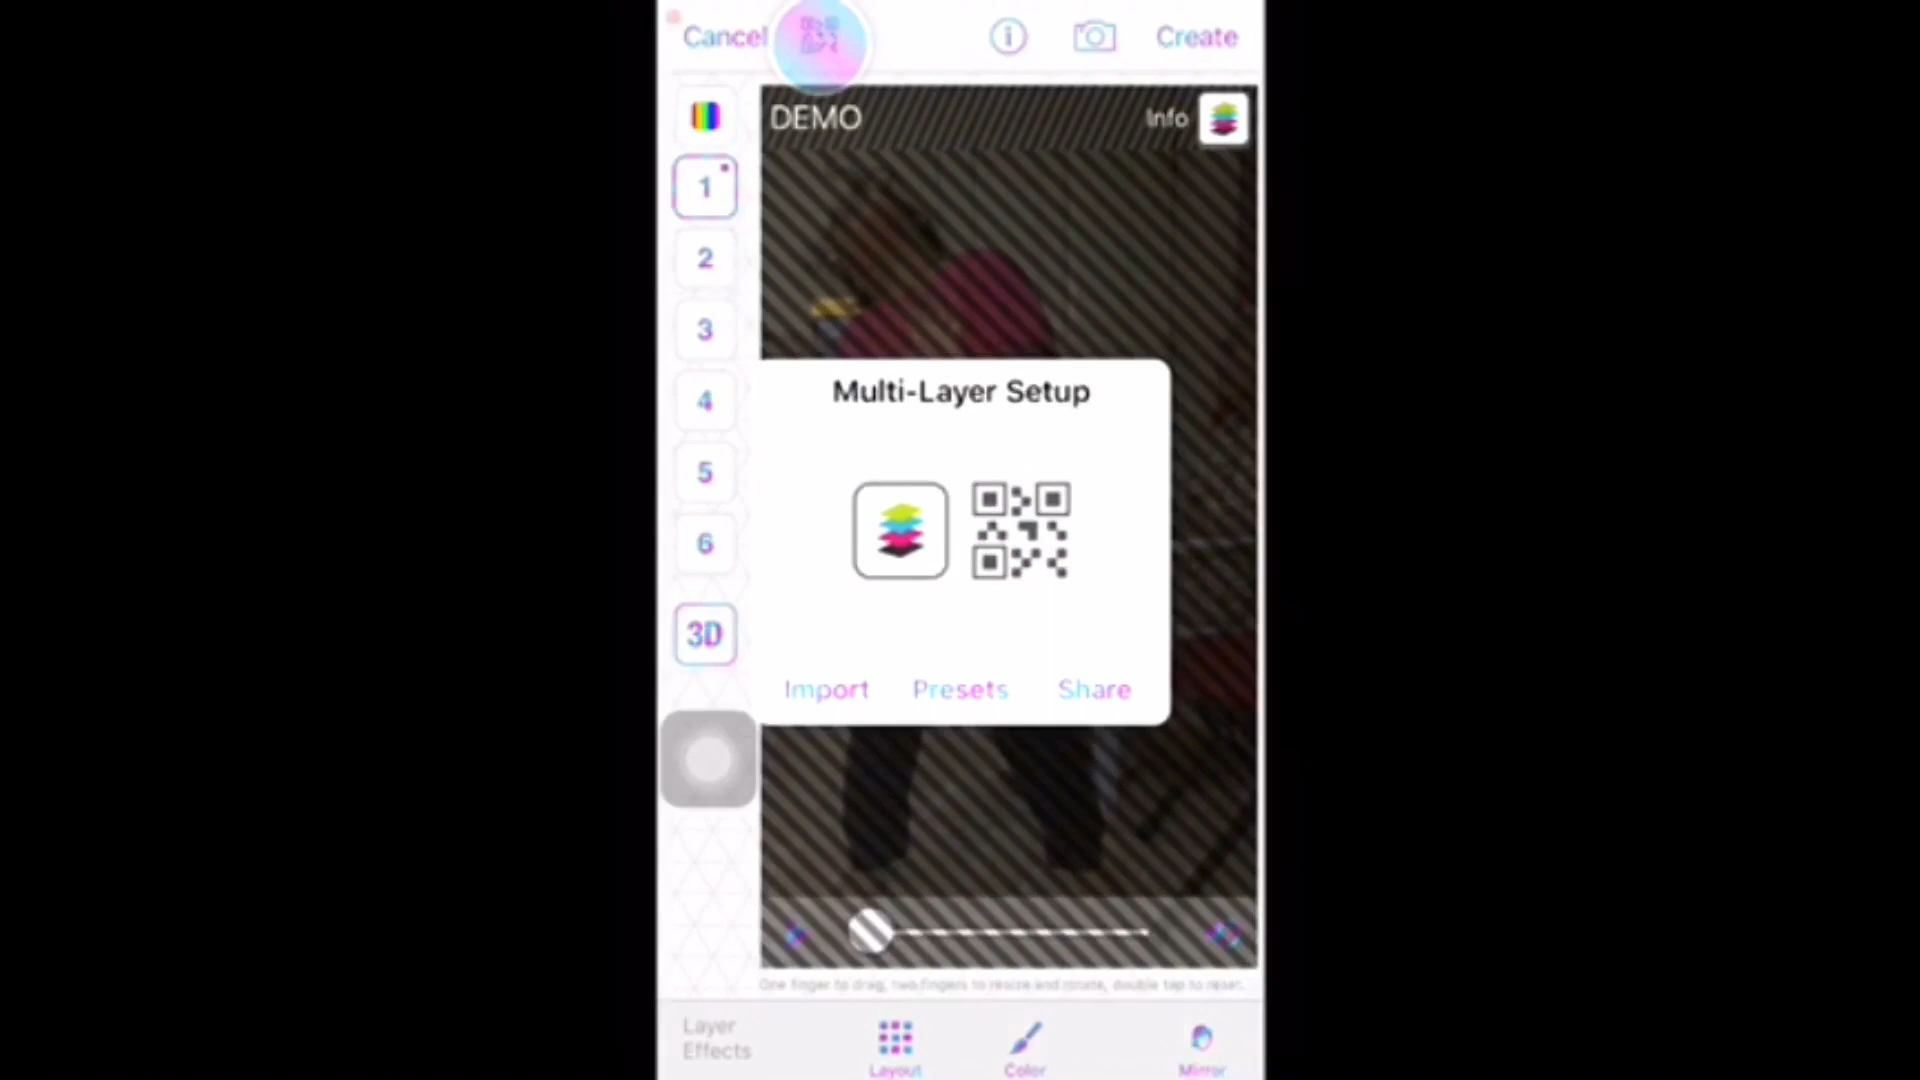 Cancel
Create
DEMO
Info
1
2
3
4
5
6
3D
Multi-Layer Setup
Import
Presets
Share
One finger to drag, two fingers to resize and rotate, double tap to reset.
Layer
Effects
Layout
Color
Mirror